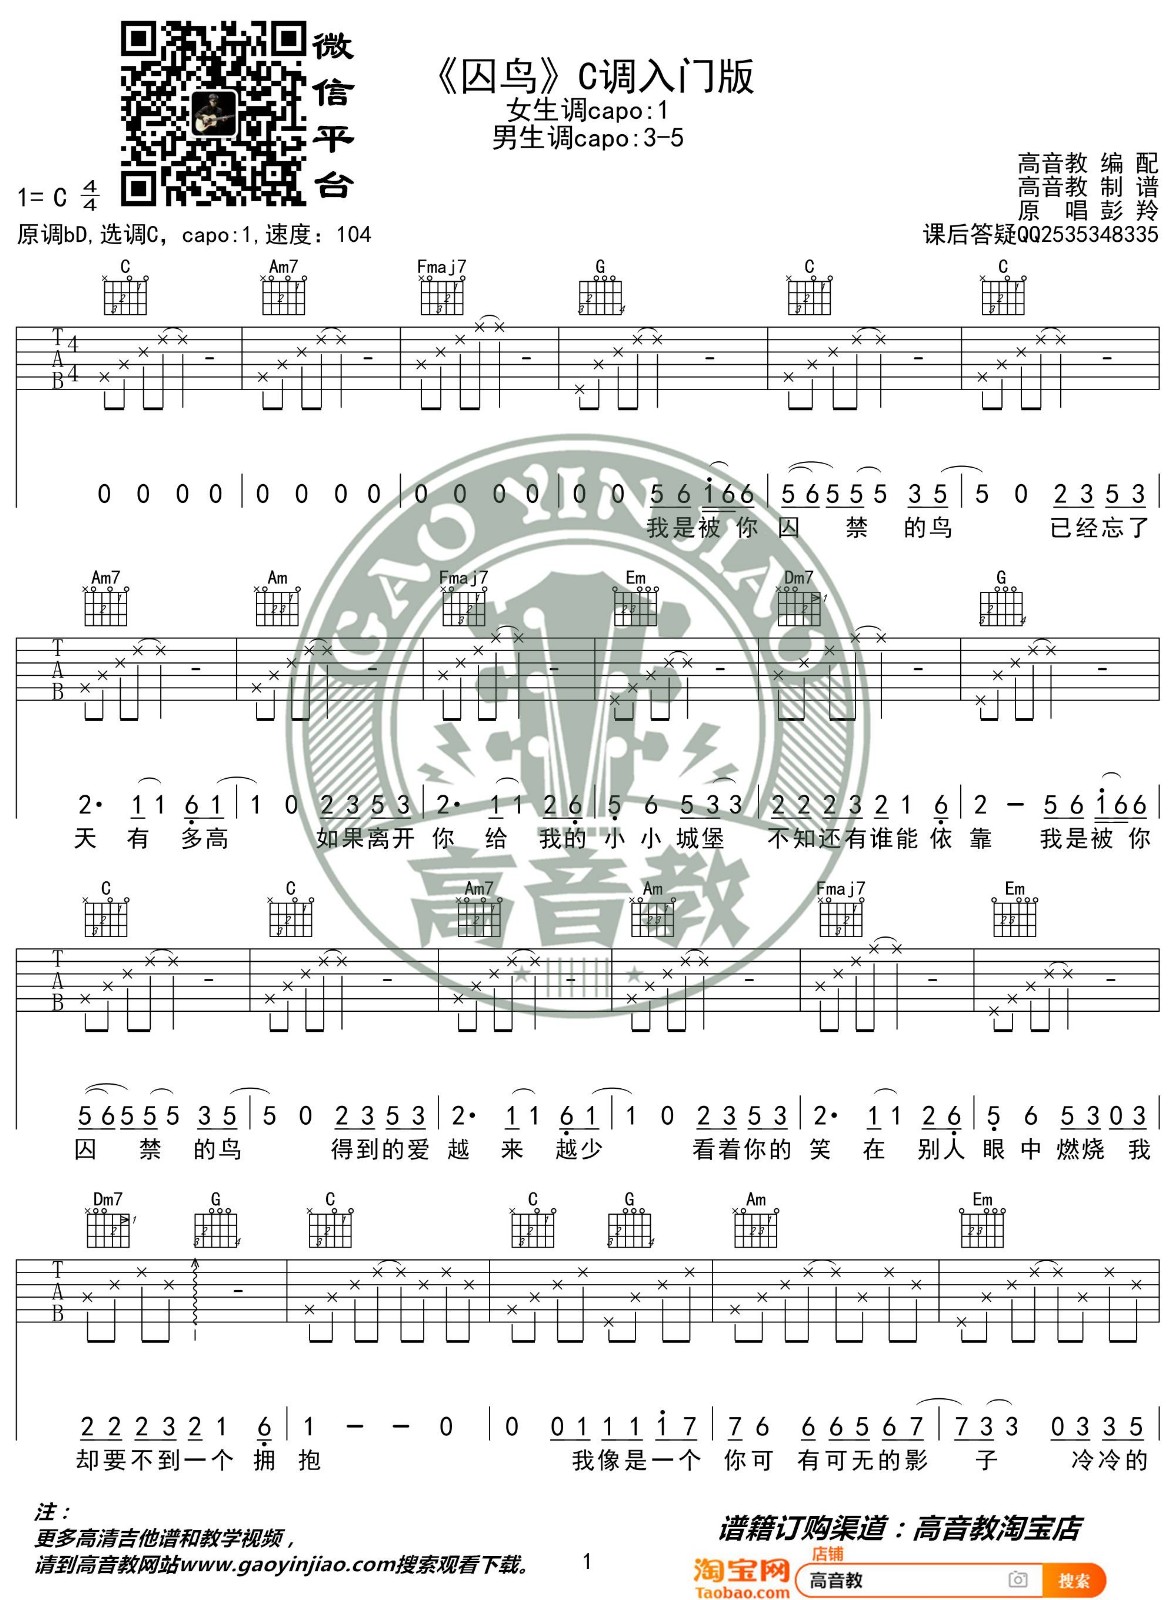 微信平台
《囚鸟》C调入门版
女生调capo:1
男生调capo:3-5
高音教 编 配
高音教 制 谱
原 唱 彭 羚
1= C 4/4
原调bD,选调C, capo:1,速度: 104
课后答疑QQ2535348335
C Am7 Fmaj7 G C C
T A B 4 4
0 0 0 0 0 0 0 0 0 0 0 0 0 0 5 6 1 6 6 5 6 5 5 5 3 5 5 0 2 3 5 3
我是被 你 囚 禁 的鸟 已经忘了
Am7 Am Fmaj7 Em Dm7 G
T A B
2· 1 1 6 1 1 0 2 3 5 3 2· 1 1 2 6 5 6 5 3 3 2 2 2 3 2 1 6 2 - 5 6 1 6 6
天 有 多高 如果离开 你 给 我的 小 小 城堡 不知还有谁能 依 靠 我是被 你
C C Am7 Am Fmaj7 Em
T A B
5 6 5 5 5 3 5 5 0 2 3 5 3 2· 1 1 6 1 1 0 2 3 5 3 2· 1 1 2 6 5 6 5 3 0 3
囚 禁 的鸟 得到的爱 越 来 越少 看着你的 笑 在 别人 眼 中 燃烧 我
Dm7 G C C G Am Em
T A B
2 2 2 3 2 1 6 1 - - 0 0 0 1 1 1 1 7 7 6 6 6 5 6 7 7 3 3 0 3 3 5
却要不到一个 拥 抱 我像是一个 你可 有可无的影 子 冷冷的
GAO YIN JIAO
高音教
注：
更多高清吉他谱和教学视频，
请到高音教网站www.gaoyinjiao.com搜索观看下载。
1
谱籍订购渠道：高音教淘宝店
淘宝网
Taobao.com
店铺
高音教
搜索